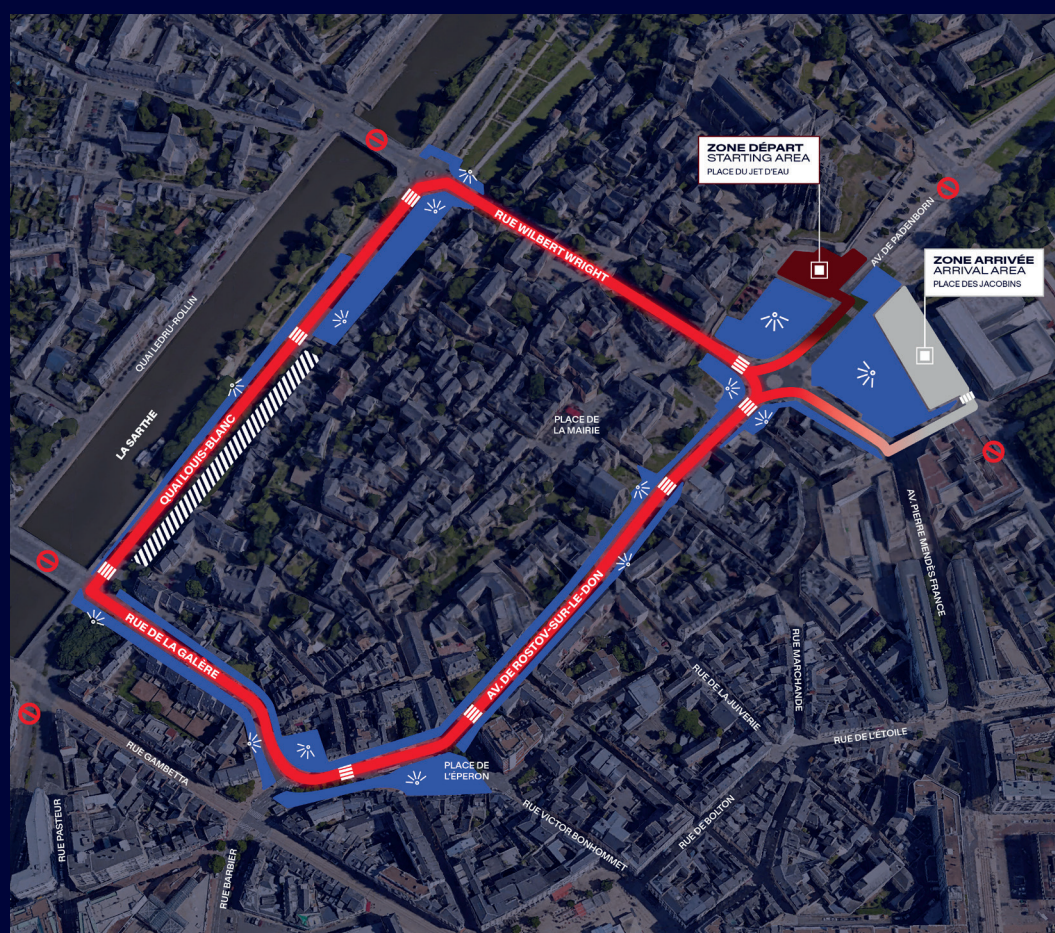 ZONE DÉPART
STARTING AREA
PLACE DU JET D'EAU
AV. DE PADENBORN
ZONE ARRIVÉE
ARRIVAL AREA
PLACE DES JACOBINS
RUE WILBERT WRIGHT
QUAI LEDRU-ROLLIN
LA SARTHE
QUAI LOUIS-BLANC
PLACE DE
LA MAIRIE
AV. PIERRE MENDÈS FRANCE
RUE DE LA GALÈRE
AV. DE ROSTOV-SUR-LE-DON
RUE MARCHANDE
RUE DE LA JUIVERIE
RUE DE L'ÉTOILE
PLACE DE
L'ÉPERON
RUE GAMBETTA
RUE VICTOR BONHOMMET
RUE DE BOLTON
RUE PASTEUR
RUE BARBIER